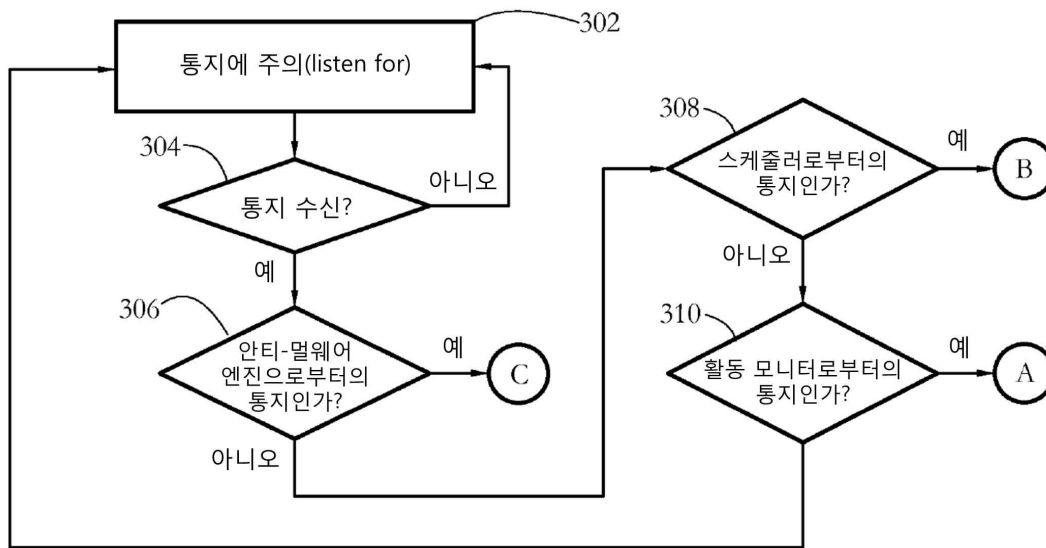 302
통지에 주의(listen for)
304
통지 수신?
아니오
예
306
안티-멀웨어
엔진으로부터의
통지인가?
예
C
아니오
308
스케줄러로부터의
통지인가?
예
B
아니오
310
활동 모니터로부터의
통지인가?
예
A